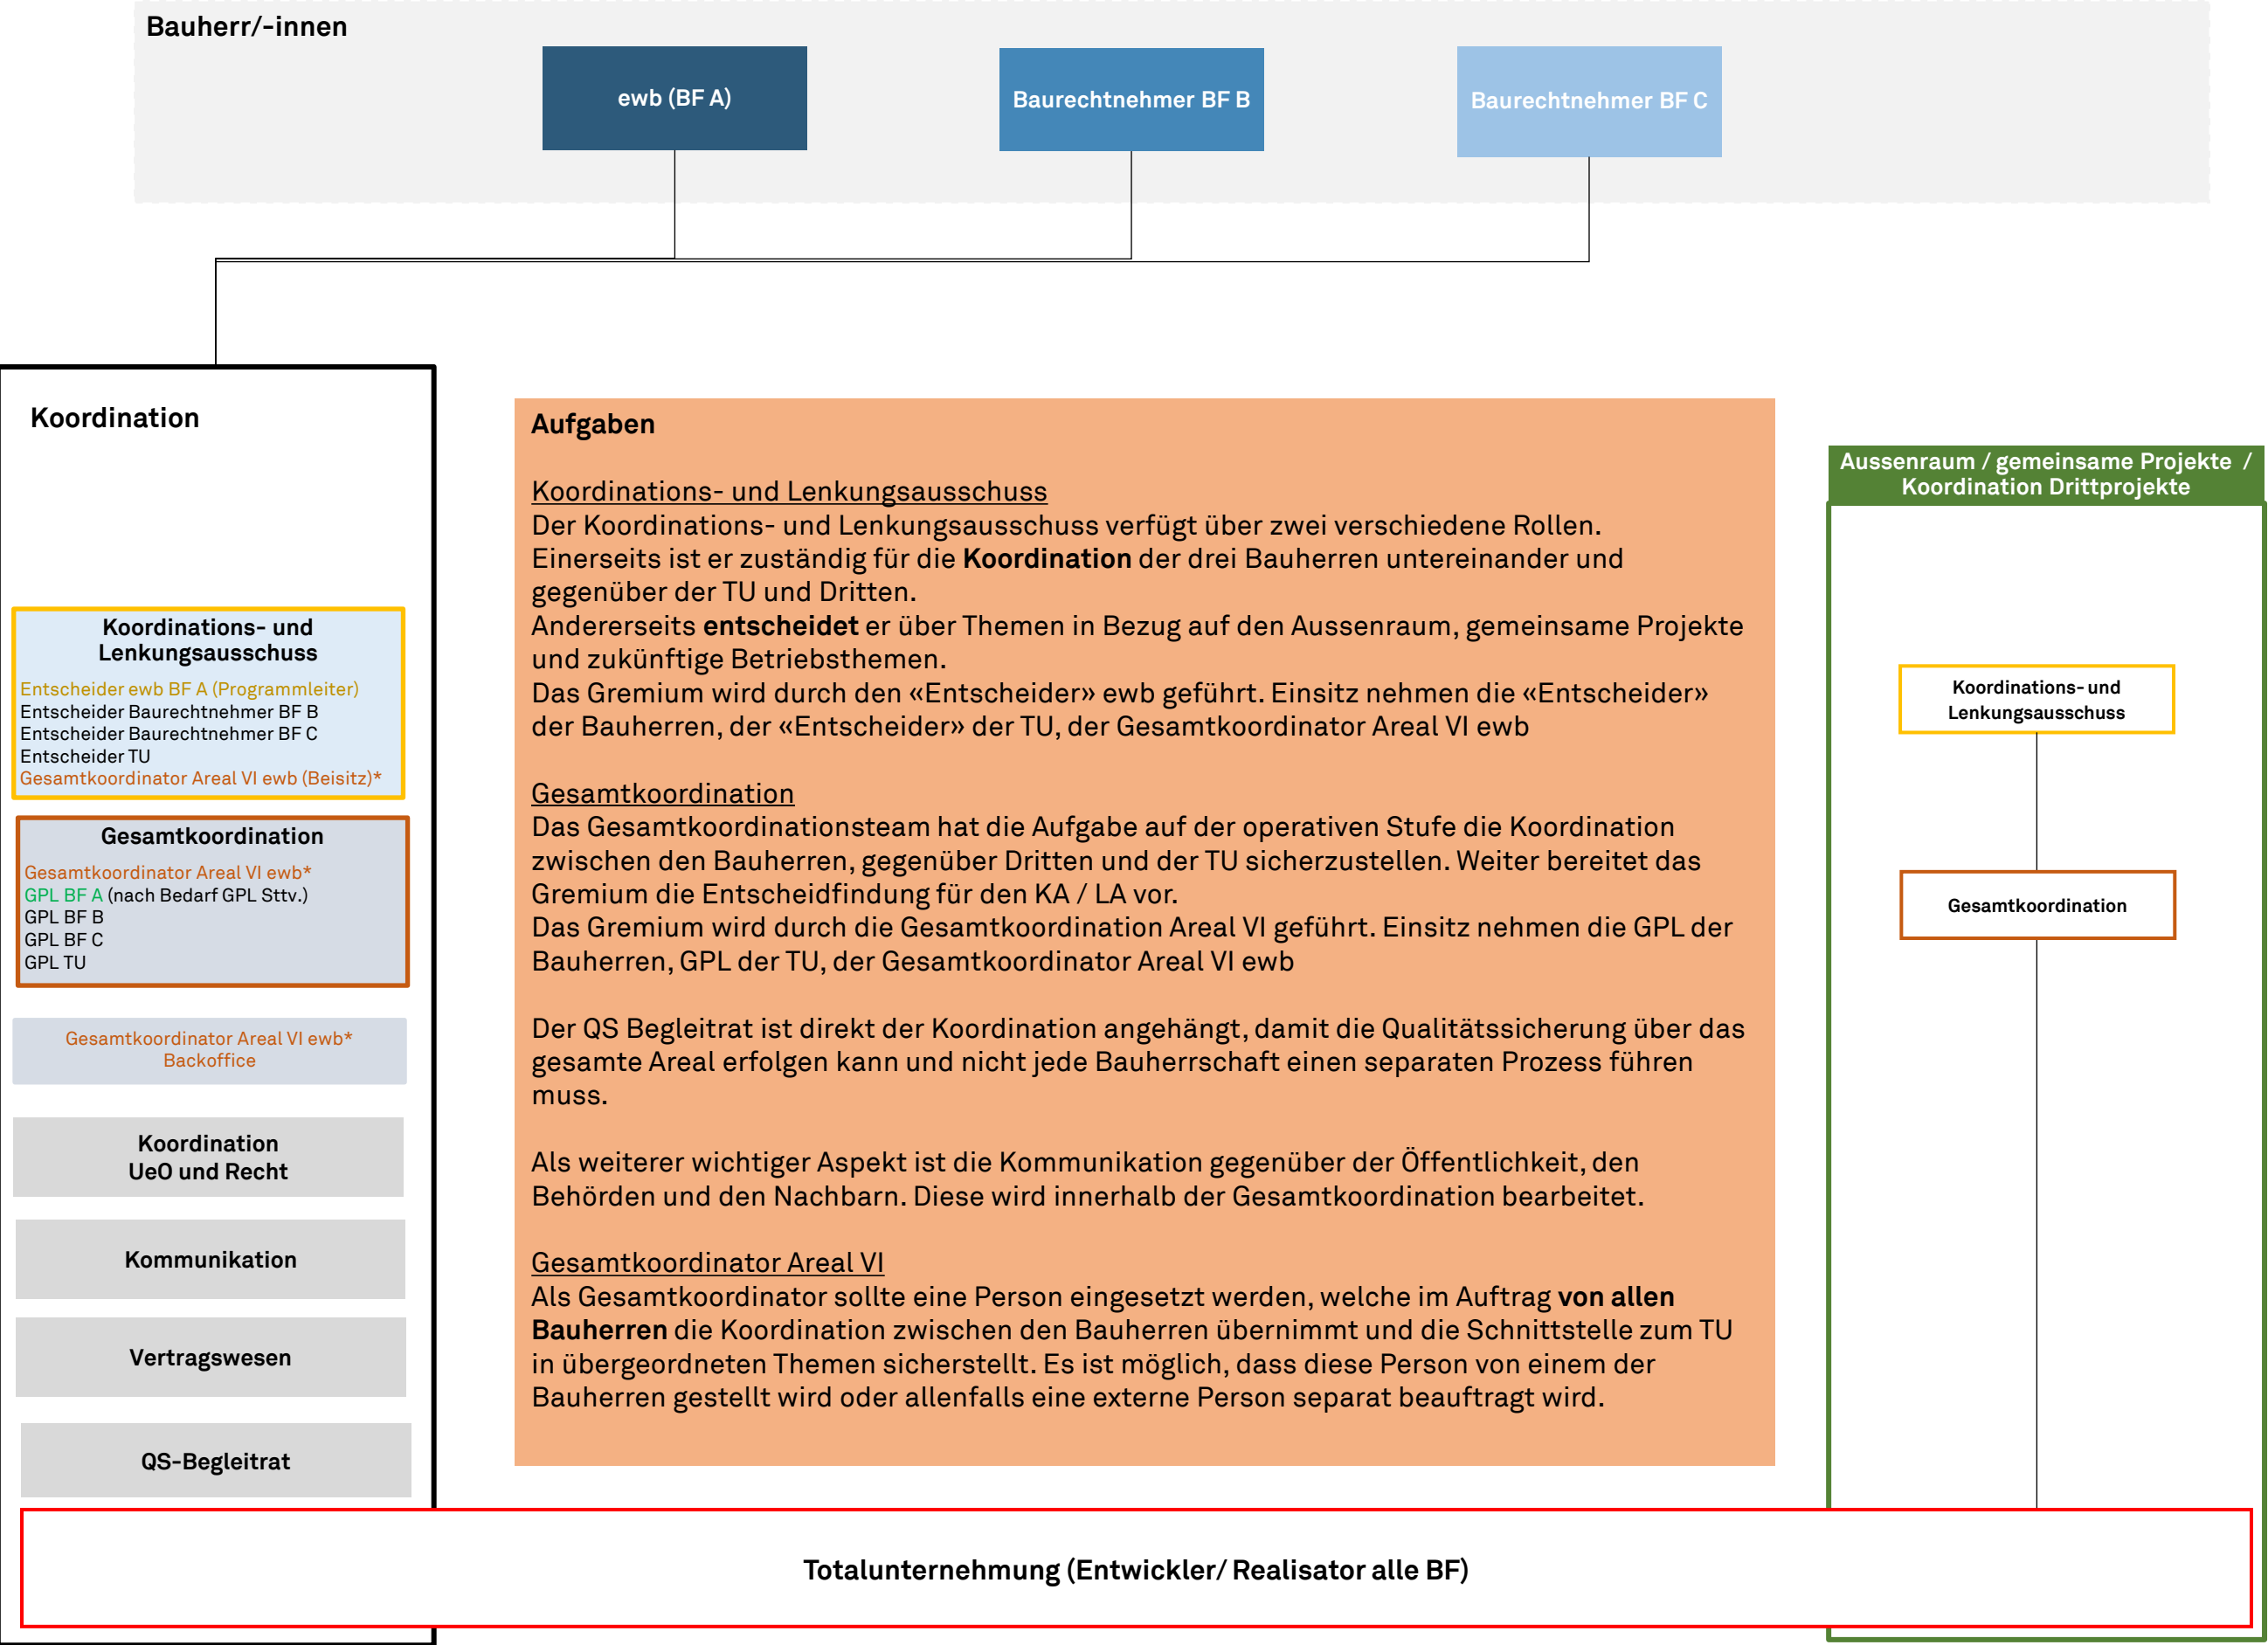 Bauherr/-innen
ewb (BF A)
Baurechtnehmer BF B
Baurechtnehmer BF C
Koordination
Koordinations- und
Lenkungsausschuss
Entscheider ewb BF A (Programmleiter)
Entscheider Baurechtnehmer BF B
Entscheider Baurechtnehmer BF C
Entscheider TU
Gesamtkoordinator Areal VI ewb (Beisitz)*
Gesamtkoordination
Gesamtkoordinator Areal VI ewb*
GPL BF A (nach Bedarf GPL Sttv.)
GPL BF B
GPL BF C
GPL TU
Gesamtkoordinator Areal VI ewb*
Backoffice
Koordination
UeO und Recht
Kommunikation
Vertragswesen
QS-Begleitrat
Aufgaben
Koordinations- und Lenkungsausschuss
Der Koordinations- und Lenkungsausschuss verfügt über zwei verschiedene Rollen.
Einerseits ist er zuständig für die Koordination der drei Bauherren untereinander und
gegenüber der TU und Dritten.
Andererseits entscheidet er über Themen in Bezug auf den Aussenraum, gemeinsame Projekte
und zukünftige Betriebsthemen.
Das Gremium wird durch den «Entscheider» ewb geführt. Einsitz nehmen die «Entscheider»
der Bauherren, der «Entscheider» der TU, der Gesamtkoordinator Areal VI ewb
Gesamtkoordination
Das Gesamtkoordinationsteam hat die Aufgabe auf der operativen Stufe die Koordination
zwischen den Bauherren, gegenüber Dritten und der TU sicherzustellen. Weiter bereitet das
Gremium die Entscheidfindung für den KA / LA vor.
Das Gremium wird durch die Gesamtkoordination Areal VI geführt. Einsitz nehmen die GPL der
Bauherren, GPL der TU, der Gesamtkoordinator Areal VI ewb
Der QS Begleitrat ist direkt der Koordination angehängt, damit die Qualitätssicherung über das
gesamte Areal erfolgen kann und nicht jede Bauherrschaft einen separaten Prozess führen
muss.
Als weiterer wichtiger Aspekt ist die Kommunikation gegenüber der Öffentlichkeit, den
Behörden und den Nachbarn. Diese wird innerhalb der Gesamtkoordination bearbeitet.
Gesamtkoordinator Areal VI
Als Gesamtkoordinator sollte eine Person eingesetzt werden, welche im Auftrag von allen
Bauherren die Koordination zwischen den Bauherren übernimmt und die Schnittstelle zum TU
in übergeordneten Themen sicherstellt. Es ist möglich, dass diese Person von einem der
Bauherren gestellt wird oder allenfalls eine externe Person separat beauftragt wird.
Aussenraum / gemeinsame Projekte /
Koordination Drittprojekte
Koordinations- und
Lenkungsausschuss
Gesamtkoordination
Totalunternehmung (Entwickler/ Realisator alle BF)